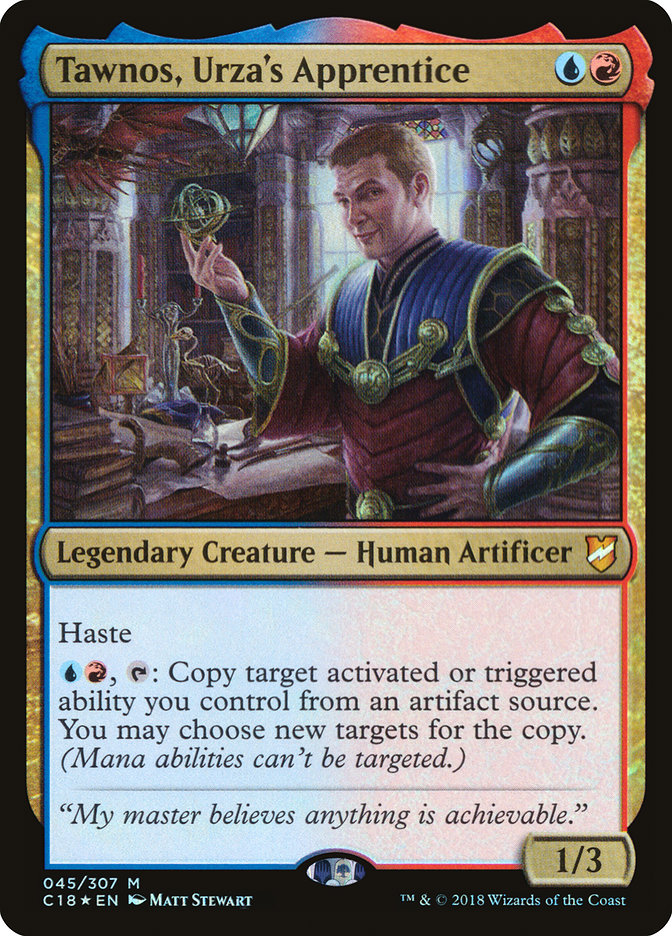 Tawnos, Urza's Apprentice
Legendary Creature — Human Artificer
Haste
, : Copy target activated or triggered
ability you control from an artifact source.
You may choose new targets for the copy.
(Mana abilities can't be targeted.)
“My master believes anything is achievable.”
1/3
045/307 M
C18★EN Matt Stewart
™ & © 2018 Wizards of the Coast